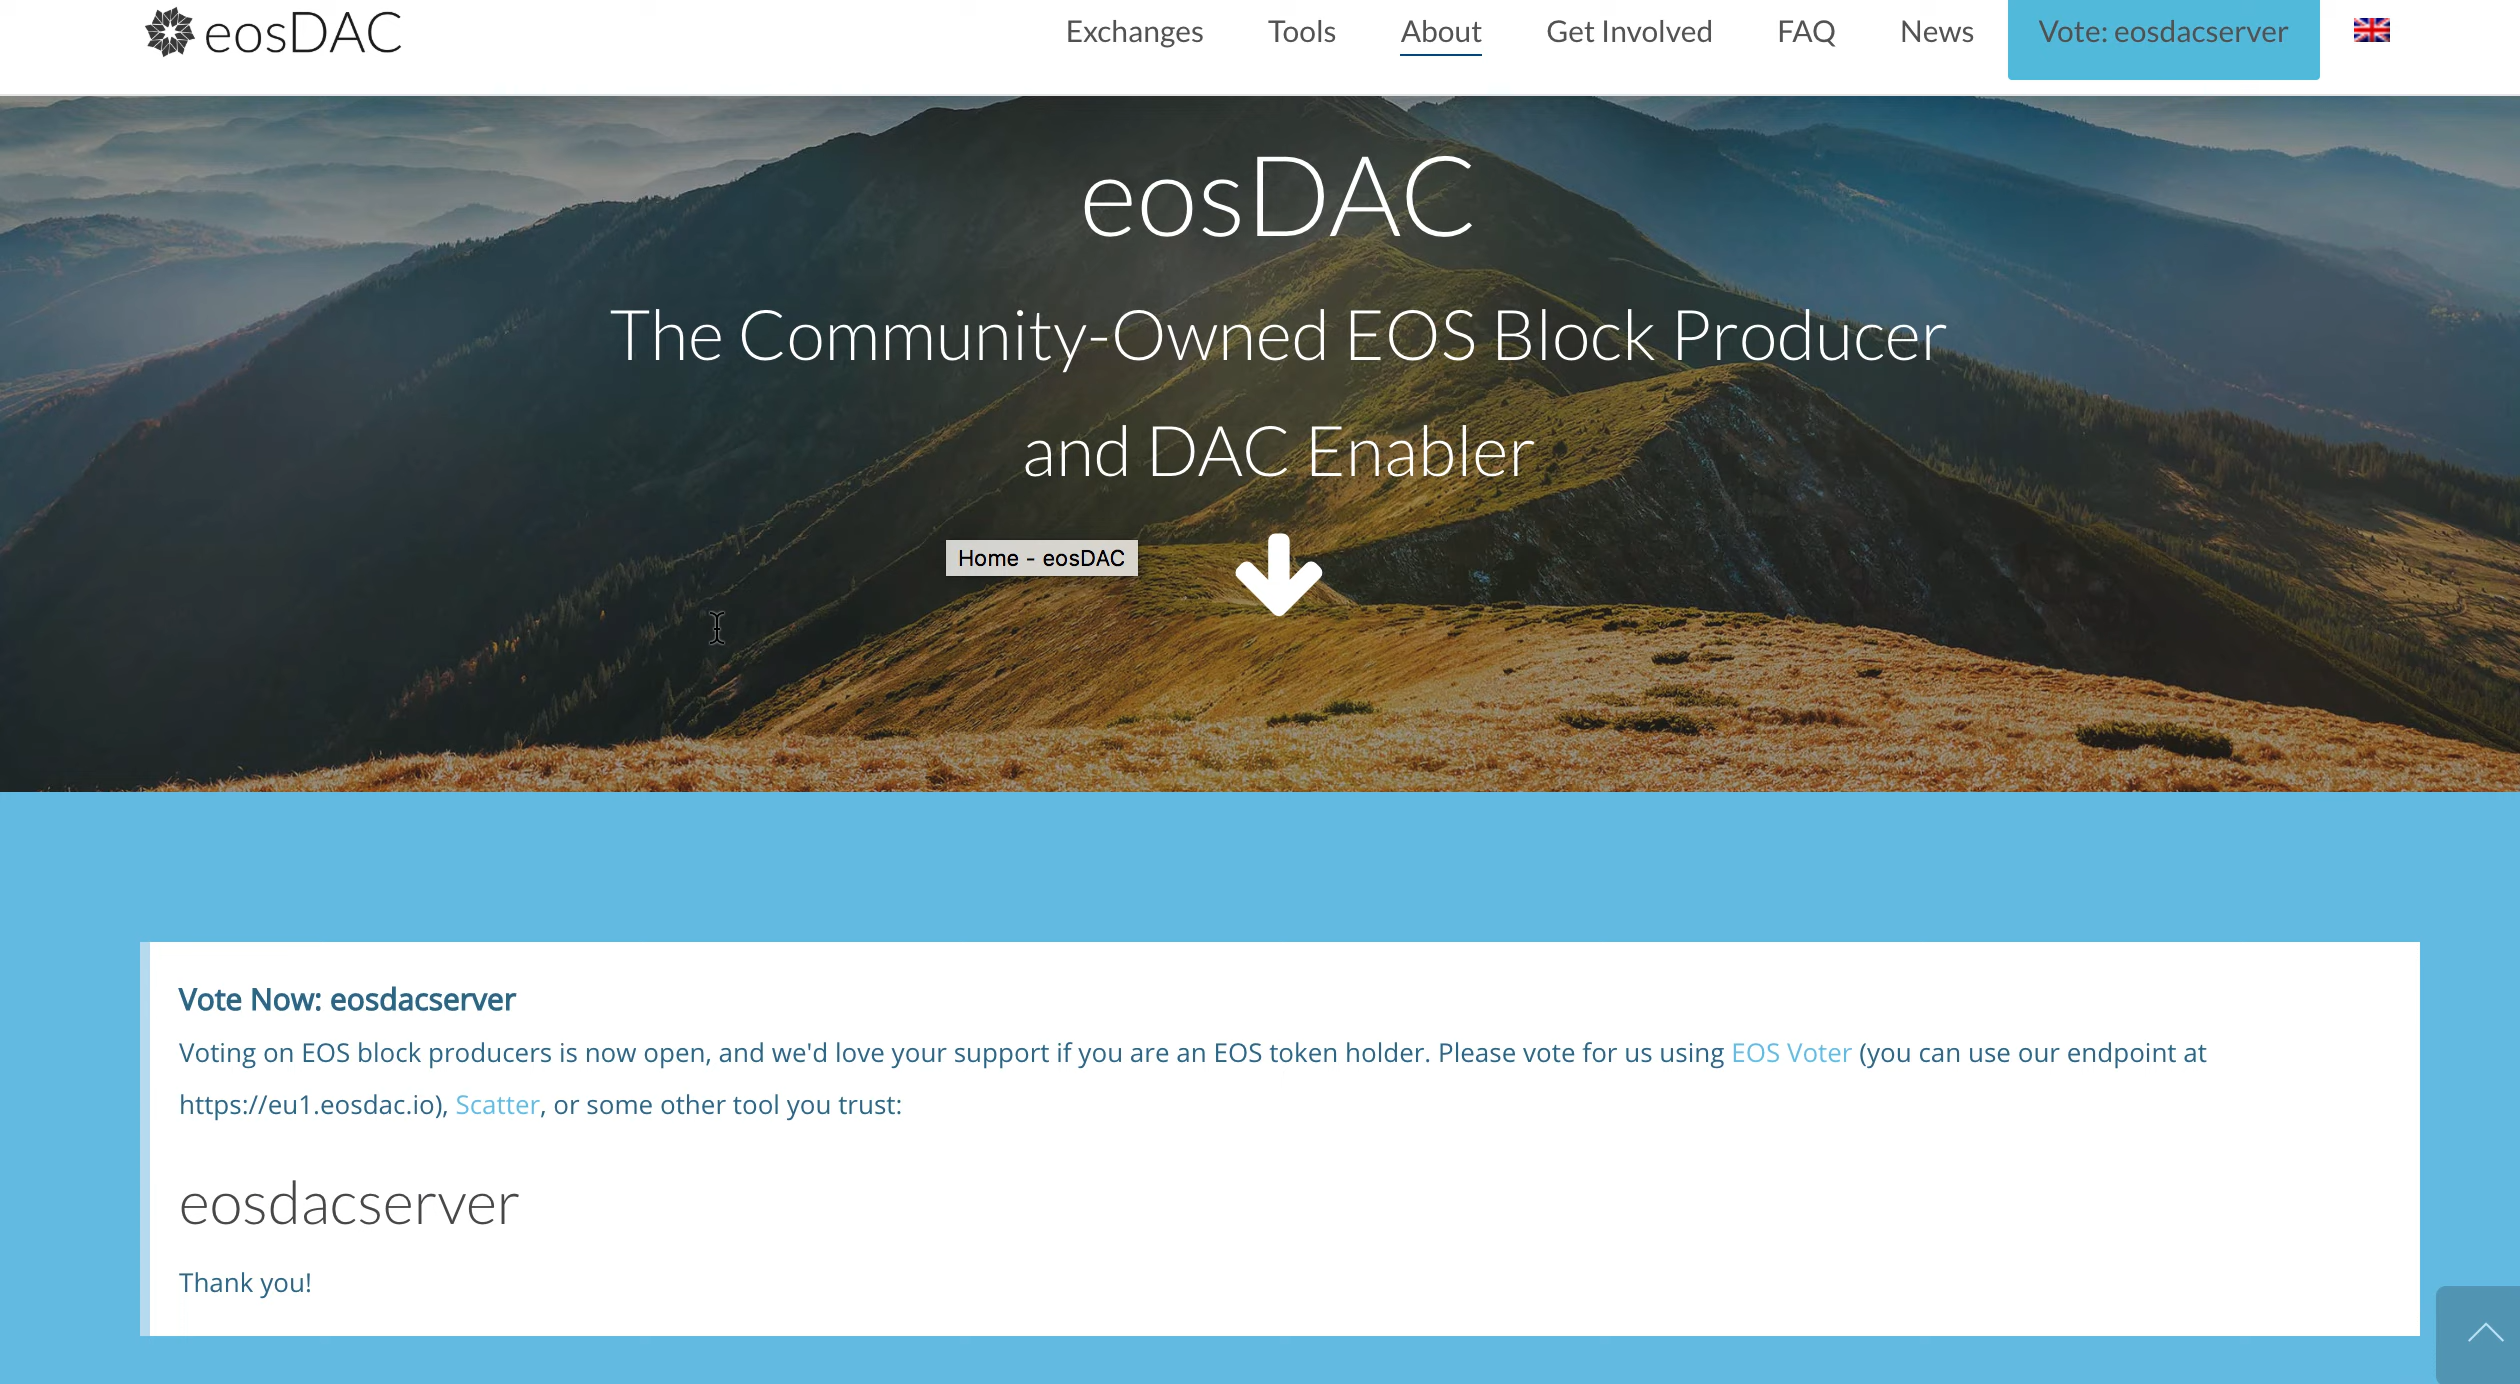 eosDAC
Exchanges
Tools
About
Get Involved
FAQ
News
Vote: eosdacserver
eosDAC
The Community-Owned EOS Block Producer
and DAC Enabler
Home - eosDAC
Vote Now: eosdacserver
Voting on EOS block producers is now open, and we'd love your support if you are an EOS token holder. Please vote for us using EOS Voter (you can use our endpoint at
https://eu1.eosdac.io), Scatter, or some other tool you trust:
eosdacserver
Thank you!